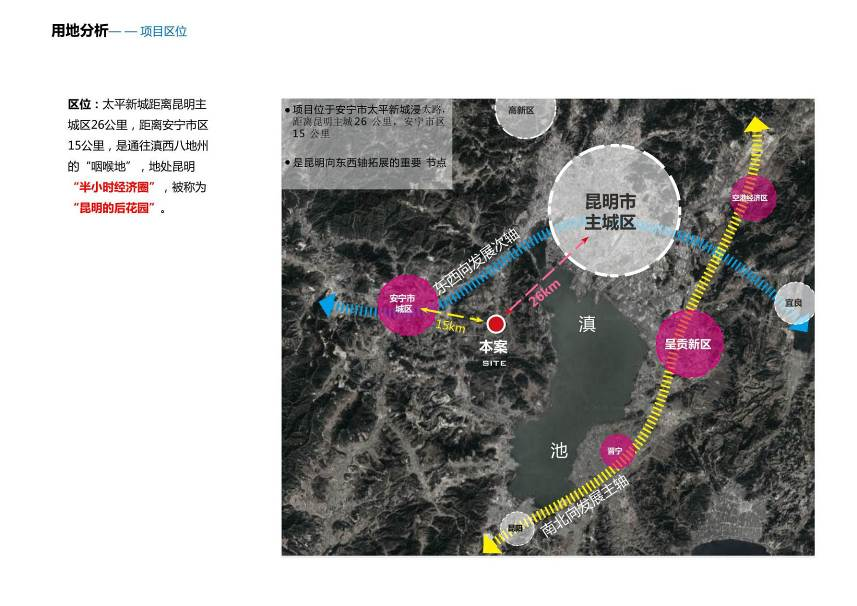 用地分析— — 项目区位
区位：太平新城距离昆明主
城区26公里，距离安宁市区
15公里，是通往滇西八地州
的“咽喉地”，地处昆明
“半小时经济圈”，被称为
“昆明的后花园”。
●项目位于安宁市太平新城浸太路，
距离昆明主城26 公里，安宁市区
15 公里
●是昆明向东西轴拓展的重要 节点
高新区
昆明市
主城区
空港经济区
东西向发展次轴
安宁市
城区
26km
15km
宜良
本案
SITE
滇
呈贡新区
池
晋宁
南北向发展主轴
昆阳